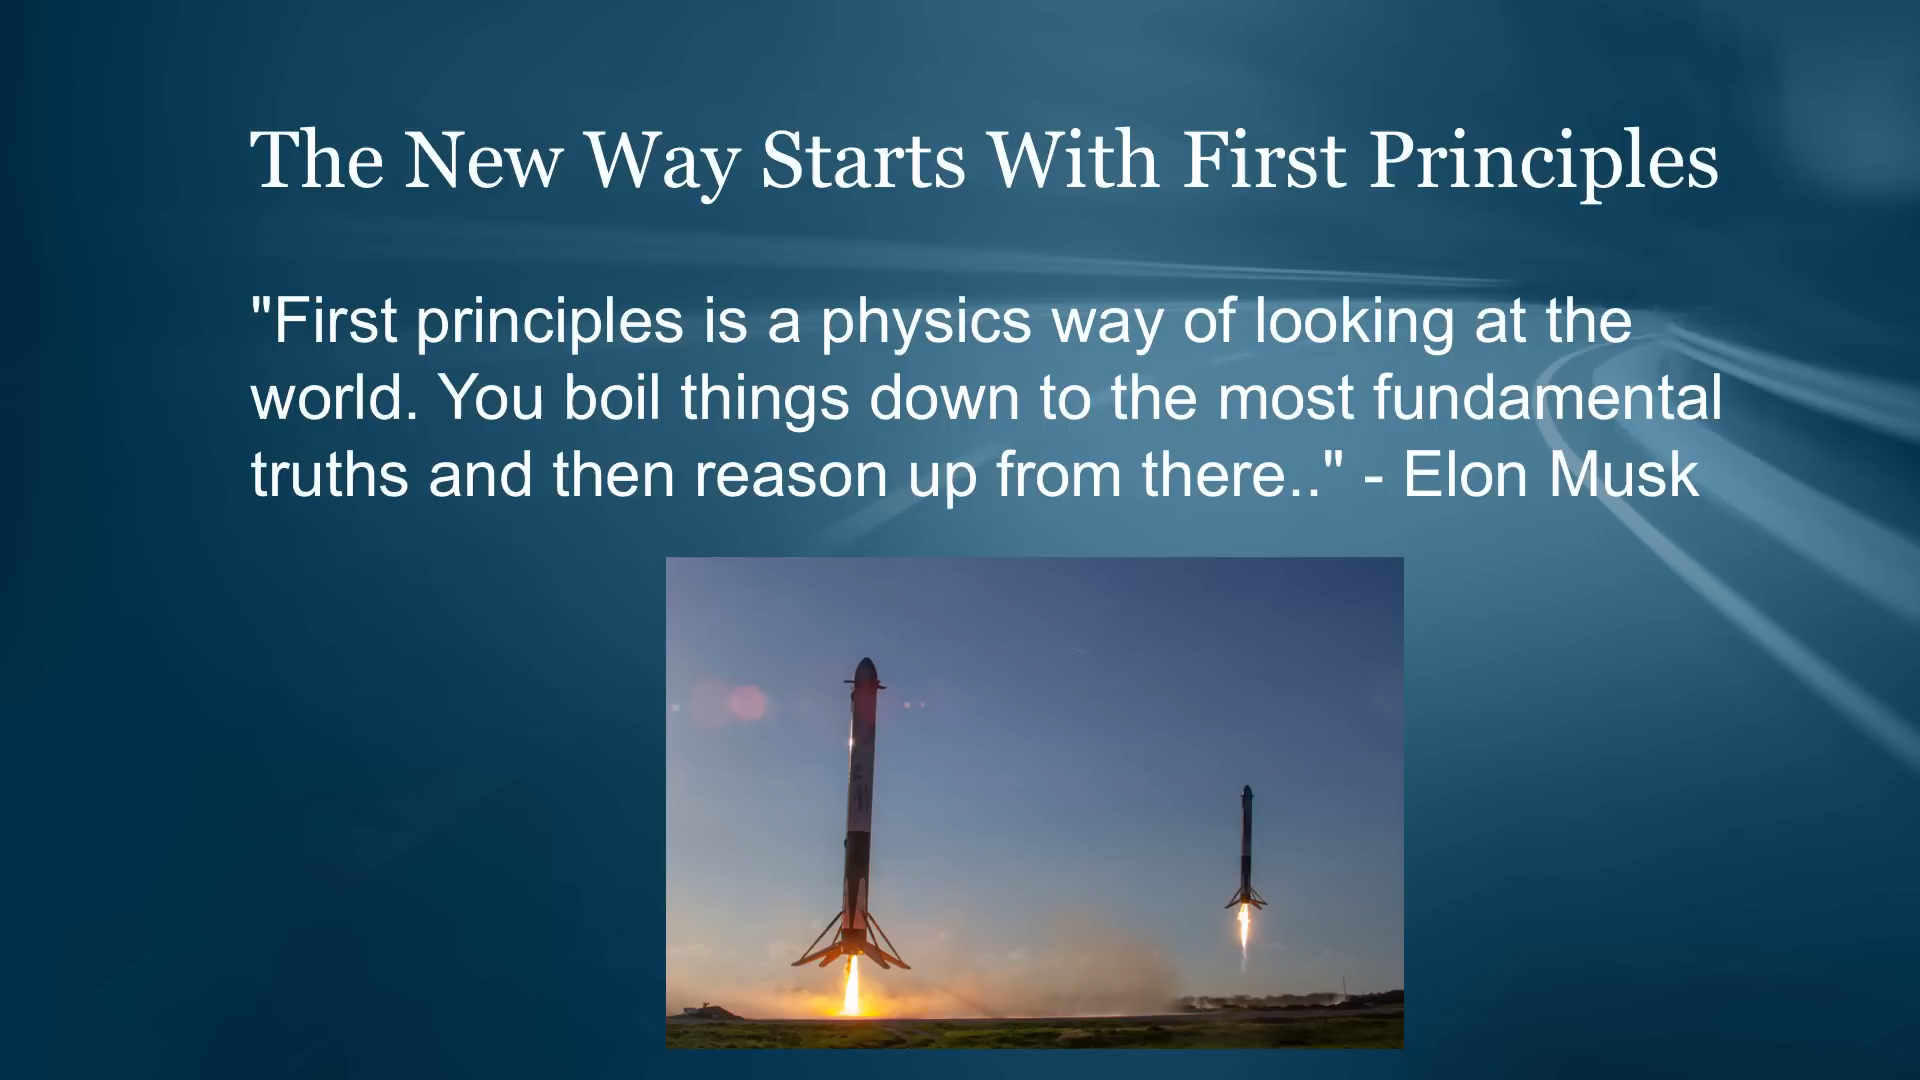 The New Way Starts With First Principles
"First principles is a physics way of looking at the
world. You boil things down to the most fundamental
truths and then reason up from there.." - Elon Musk